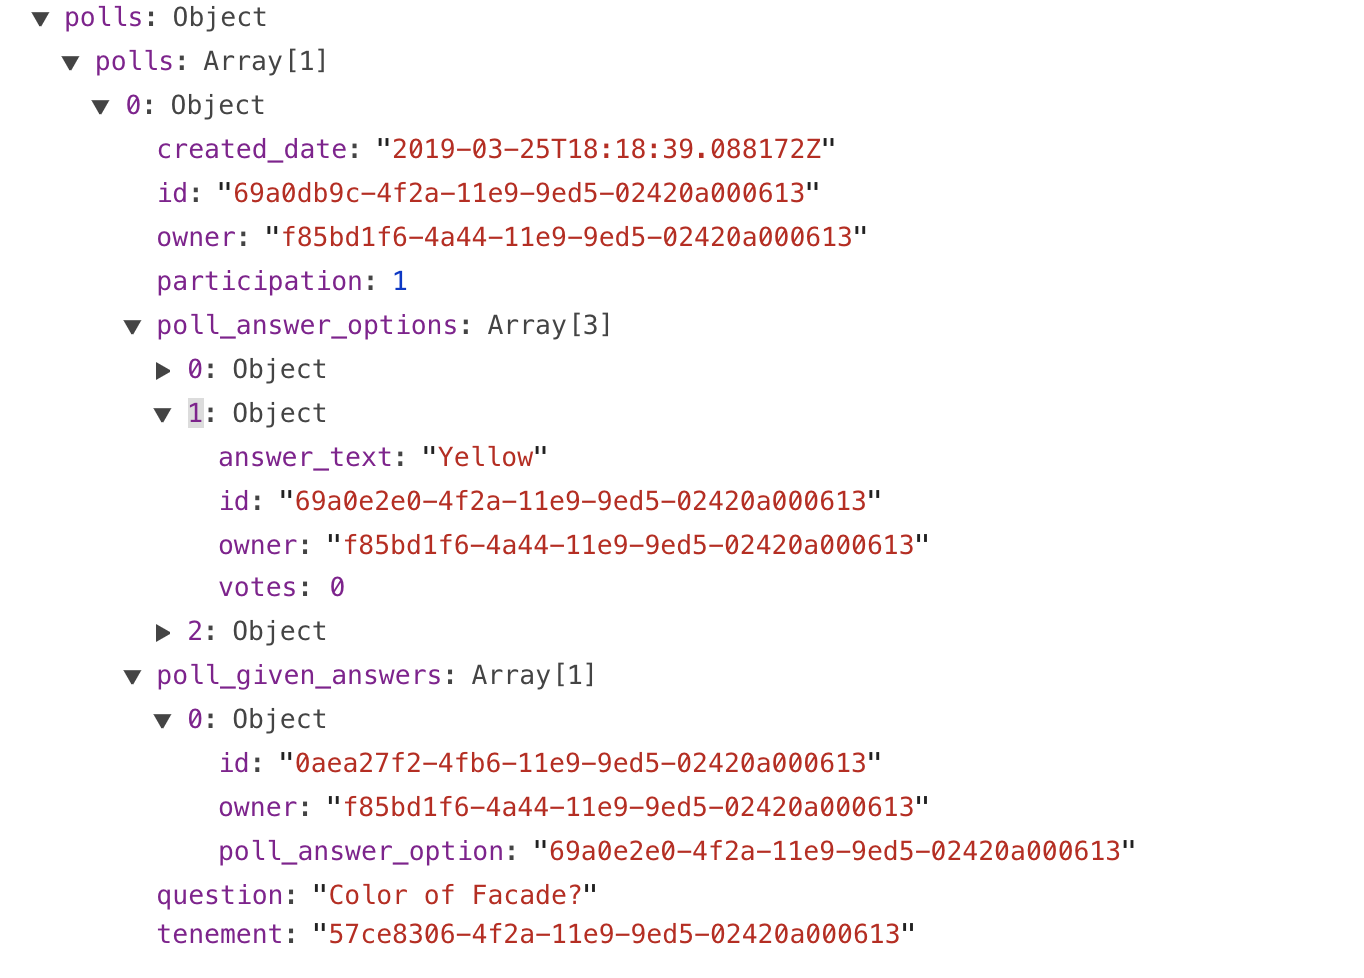 polls: Object
polls: Array[1]
0: Object
created_date: "2019-03-25T18:18:39.088172Z"
id: "69a0db9c-4f2a-11e9-9ed5-02420a000613"
owner: "f85bd1f6-4a44-11e9-9ed5-02420a000613"
participation: 1
poll_answer_options: Array[3]
0: Object
1: Object
answer_text: "Yellow"
id: "69a0e2e0-4f2a-11e9-9ed5-02420a000613"
owner: "f85bd1f6-4a44-11e9-9ed5-02420a000613"
votes: 0
2: Object
poll_given_answers: Array[1]
0: Object
id: "0aea27f2-4fb6-11e9-9ed5-02420a000613"
owner: "f85bd1f6-4a44-11e9-9ed5-02420a000613"
poll_answer_option: "69a0e2e0-4f2a-11e9-9ed5-02420a000613"
question: "Color of Facade?"
tenement: "57ce8306-4f2a-11e9-9ed5-02420a000613"